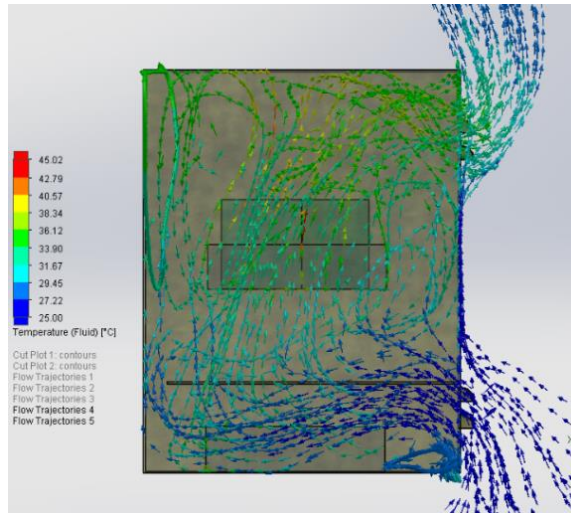 45.02
42.79
40.57
38.34
36.12
33.90
31.67
29.45
27.22
25.00
Temperature (Fluid) [°C]
Cut Plot 1: contours
Cut Plot 2: contours
Flow Trajectories 1
Flow Trajectories 2
Flow Trajectories 3
Flow Trajectories 4
Flow Trajectories 5